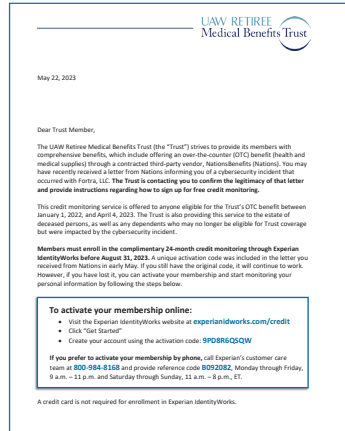 UAW RETIREE
Medical Benefits Trust
May 22, 2023
Dear Trust Member,
The UAW Retiree Medical Benefits Trust (the “Trust”) strives to provide its members with
comprehensive benefits, which include offering an over-the-counter (OTC) benefit (health and
medical supplies) through a contracted third-party vendor, NationsBenefits (Nations). You may
have recently received a letter from Nations informing you of a cybersecurity incident that
occurred to Fortra, LLC. The Trust is contacting you to confirm the legitimacy of that letter
and provide instructions regarding how to sign up for free credit monitoring.
This credit monitoring service is offered to anyone eligible for the Trust’s OTC benefit between
January 1, 2022, and April 4, 2023. The Trust is also providing this service to the estate of
deceased persons, as well as any dependents who may no longer be eligible for Trust coverage
but were impacted by the cybersecurity incident.
Members must enroll in the complimentary 24-month credit monitoring through Experian
IdentityWorks before August 31, 2023. A unique activation code was included in the letter you
received from Nations in early May. If you still have the original code, it will continue to work.
However, if you have lost it, you can activate your membership and start monitoring your
personal information by following the steps below.
To activate your membership online:
• Visit the Experian IdentityWorks website at experianidworks.com/credit
• Click “Get Started”
• Create your account using the activation code: 9PD8R6QSQW
If you prefer to activate your membership by phone, call Experian’s customer care
team at 800-984-8168 and provide reference code B092082, Monday through Friday,
9 a.m. – 11 p.m. and Saturday through Sunday, 11 a.m. – 8 p.m., ET.
A credit card is not required for enrollment in Experian IdentityWorks.